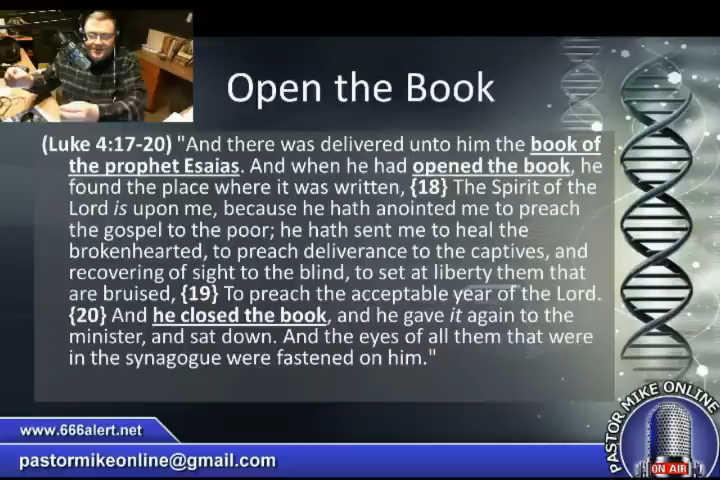 Open the Book
(Luke 4:17-20) "And there was delivered unto him the book of
the prophet Esaias. And when he had opened the book, he
found the place where it was written, {18} The Spirit of the
Lord is upon me, because he hath anointed me to preach
the gospel to the poor; he hath sent me to heal the
brokenhearted, to preach deliverance to the captives, and
recovering of sight to the blind, to set at liberty them that
are bruised, {19} To preach the acceptable year of the Lord.
{20} And he closed the book, and he gave it again to the
minister, and sat down. And the eyes of all them that were
in the synagogue were fastened on him."
www.666alert.net
pastormikeonline@gmail.com
PASTOR MIKE ONLINE
ON AIR